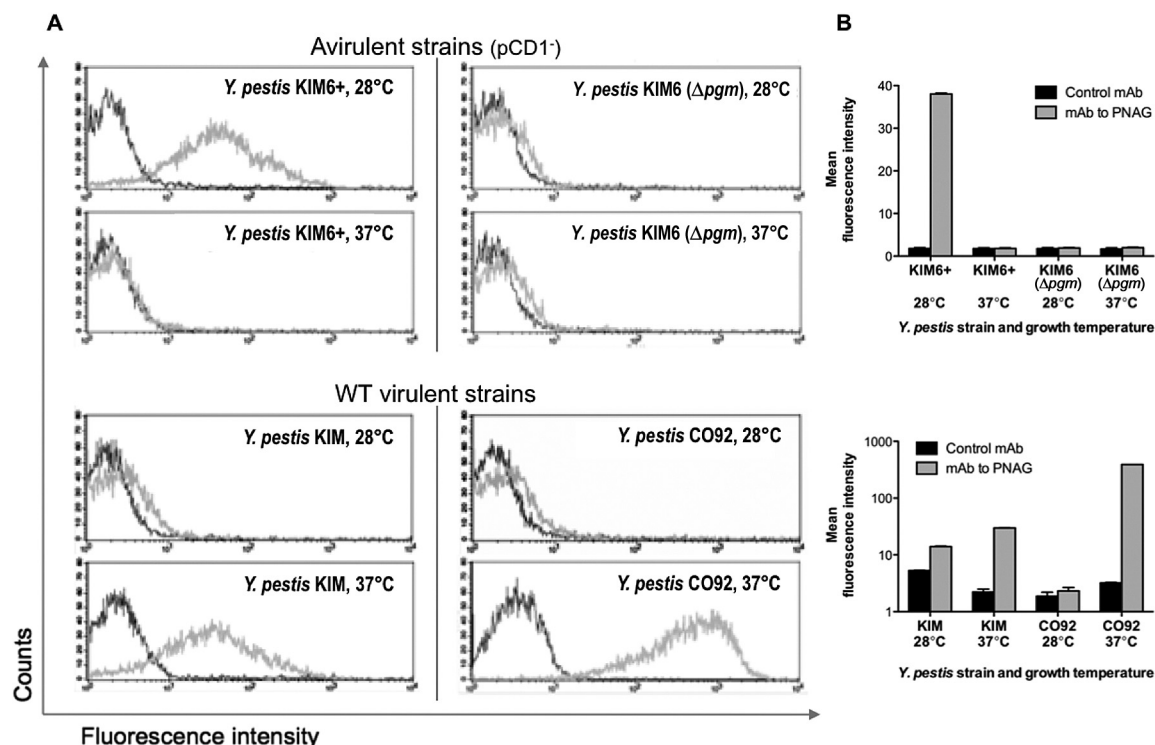 A
B
Avirulent strains (pCD1-)
Y. pestis KIM6+, 28°C
Y. pestis KIM6 (Δpgm), 28°C
Y. pestis KIM6+, 37°C
Y. pestis KIM6 (Δpgm), 37°C
WT virulent strains
Y. pestis KIM, 28°C
Y. pestis CO92, 28°C
Y. pestis KIM, 37°C
Y. pestis CO92, 37°C
Counts
Fluorescence intensity
Control mAb
mAb to PNAG
Mean
fluorescence intensity
40
30
20
10
0
KIM6+ KIM6+ KIM6 KIM6
(Δpgm) (Δpgm)
28°C 37°C 28°C 37°C
Y. pestis strain and growth temperature
Control mAb
mAb to PNAG
Mean
fluorescence intensity
1000
100
10
1
KIM KIM CO92 CO92
28°C 37°C 28°C 37°C
Y. pestis strain and growth temperature